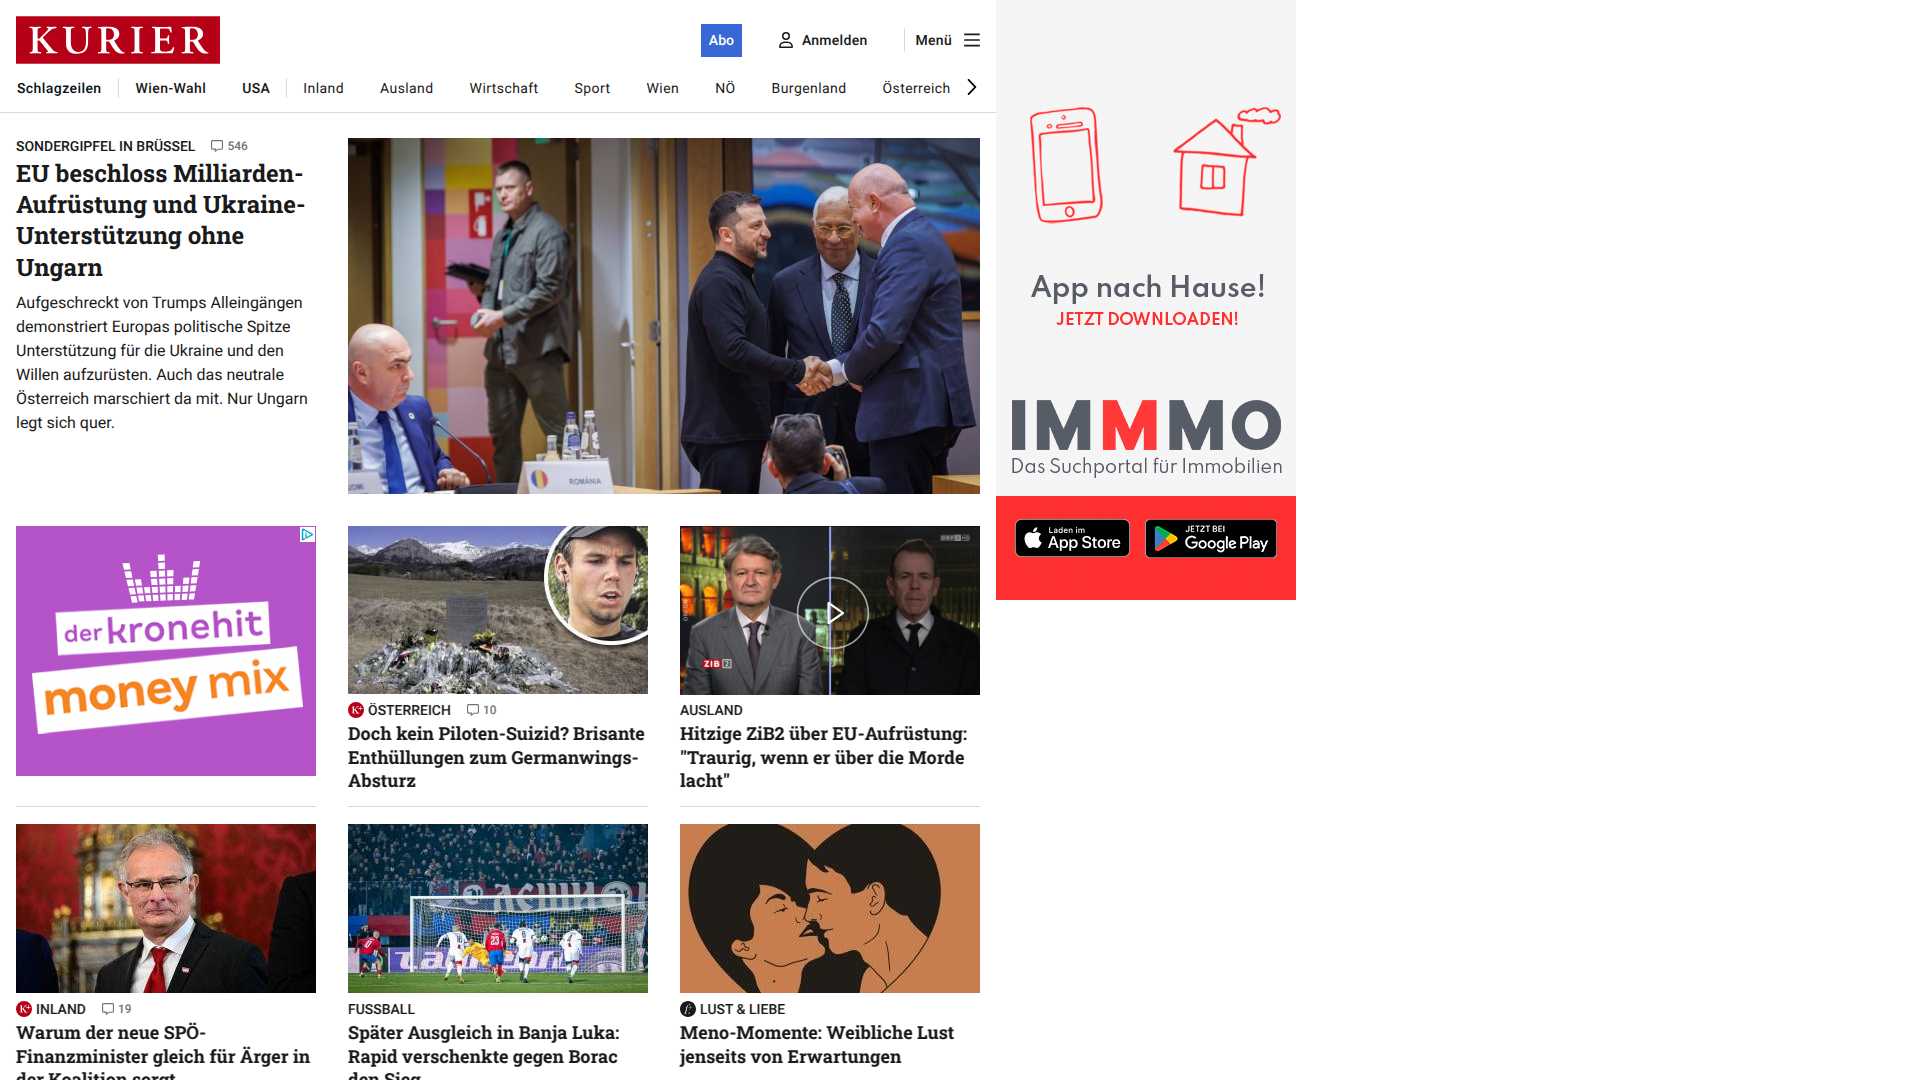 KURIER
Abo
Anmelden
Menü
Schlagzeilen
Wien-Wahl
USA
Inland
Ausland
Wirtschaft
Sport
Wien
NÖ
Burgenland
Österreich
SONDERGIPFEL IN BRÜSSEL 546
EU beschloss Milliarden-
Aufrüstung und Ukraine-
Unterstützung ohne
Ungarn
Aufgeschreckt von Trumps Alleingängen
demonstriert Europas politische Spitze
Unterstützung für die Ukraine und den
Willen aufzurüsten. Auch das neutrale
Österreich marschiert da mit. Nur Ungarn
legt sich quer.
ROMÂNIA
App nach Hause!
JETZT DOWNLOADEN!
IMMMO
Das Suchportal für Immobilien
Laden im
App Store
JETZT BEI
Google Play
der kronehit
money mix
K+ ÖSTERREICH 10
Doch kein Piloten-Suizid? Brisante
Enthüllungen zum Germanwings-
Absturz
ZIB 2
AUSLAND
Hitzige ZiB2 über EU-Aufrüstung:
"Traurig, wenn er über die Morde
lacht"
K+ INLAND 19
Warum der neue SPÖ-
Finanzminister gleich für Ärger in
der Koalition sorgt
23
FUSSBALL
Später Ausgleich in Banja Luka:
Rapid verschenkte gegen Borac
den Sieg
LUST & LIEBE
Meno-Momente: Weibliche Lust
jenseits von Erwartungen